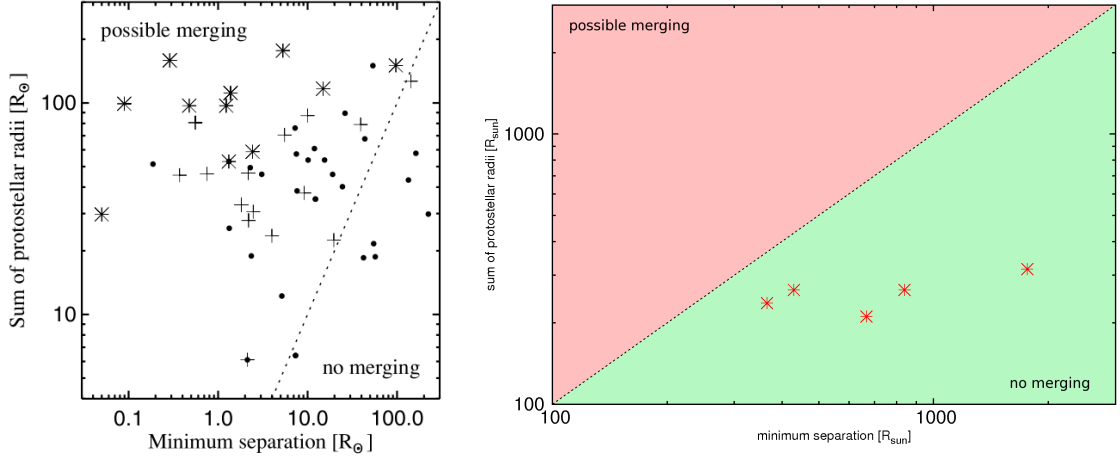 possible merging
100
10
Sum of protostellar radii [R⊙]
no merging
0.1 1.0 10.0 100.0
Minimum separation [R⊙]
possible merging
1000
100
sum of protostellar radii [Rsun]
no merging
100 1000
minimum separation [Rsun]